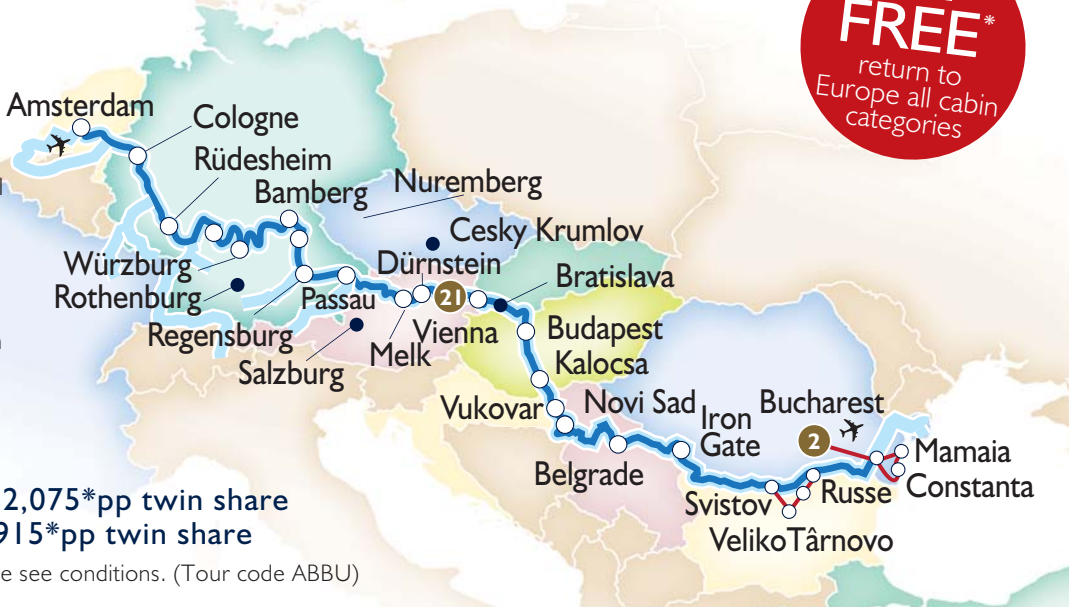 FREE*
return to
Europe all cabin
categories
Amsterdam
Cologne
Rüdesheim
Bamberg
Nuremberg
Cesky Krumlov
Würzburg
Dürnstein
Bratislava
Rothenburg
Passau
21
Regensburg
Vienna
Budapest
Melk
Salzburg
Kalocsa
Vukovar
Novi Sad
Iron
Gate
Bucharest
2
Belgrade
Mamaia
Constanta
Svistov
Russe
VelikoTârnovo
2,075*pp twin share
915*pp twin share
e see conditions. (Tour code ABBU)